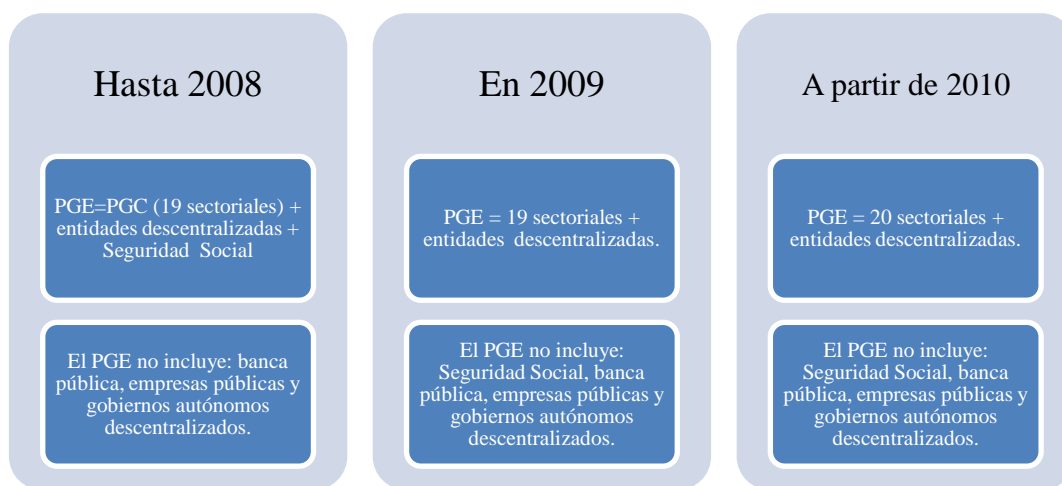 Hasta 2008
PGE=PGC (19 sectoriales) +
entidades descentralizadas +
Seguridad Social
El PGE no incluye: banca
pública, empresas públicas y
gobiernos autónomos
descentralizados.
En 2009
PGE = 19 sectoriales +
entidades descentralizadas.
El PGE no incluye:
Seguridad Social, banca
pública, empresas públicas y
gobiernos autónomos
descentralizados.
A partir de 2010
PGE = 20 sectoriales +
entidades descentralizadas.
El PGE no incluye:
Seguridad Social, banca
pública, empresas públicas y
gobiernos autónomos
descentralizados.